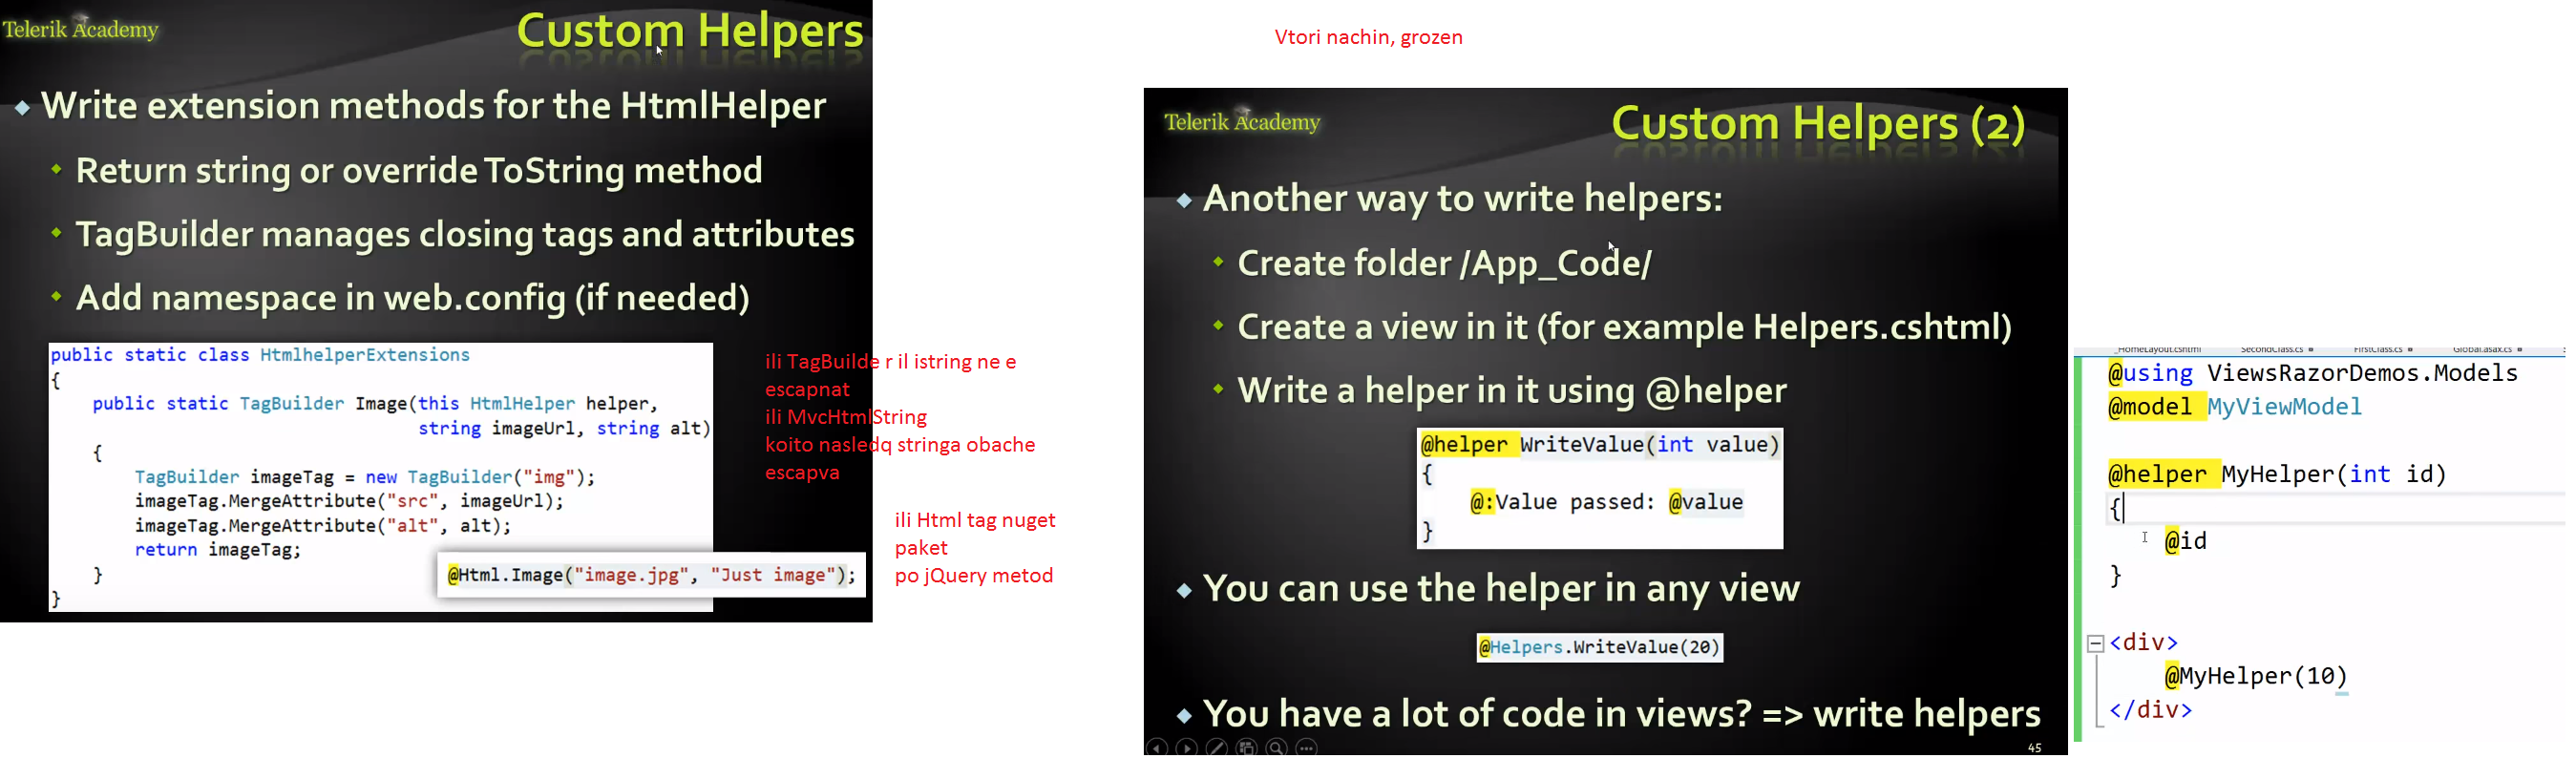 Telerik Academy
Custom Helpers
Write extension methods for the HtmlHelper
Return string or override ToString method
TagBuilder manages closing tags and attributes
Add namespace in web.config (if needed)
public static class HtmlhelperExtensions
{
public static TagBuilder Image(this HtmlHelper helper,
string imageUrl, string alt)
{
TagBuilder imageTag = new TagBuilder("img");
imageTag.MergeAttribute("src", imageUrl);
imageTag.MergeAttribute("alt", alt);
return imageTag;
}
}
@Html.Image("image.jpg", "Just image");
ili TagBuilde r il istring ne e
escapnat
ili MvcHtmlString
koito nasledq stringa obache
escapva
ili Html tag nuget
paket
po jQuery metod
Vtori nachin, grozen
Telerik Academy
Custom Helpers (2)
Another way to write helpers:
Create folder /App_Code/
Create a view in it (for example Helpers.cshtml)
Write a helper in it using @helper
@helper WriteValue(int value)
{
@:Value passed: @value
}
You can use the helper in any view
@Helpers.WriteValue(20)
You have a lot of code in views? => write helpers
45
_HomeLayout.cshtml SecondClass.cs FirstClass.cs Global.asax.cs
@using ViewsRazorDemos.Models
@model MyViewModel
@helper MyHelper(int id)
{
@id
}
<div>
@MyHelper(10)
</div>